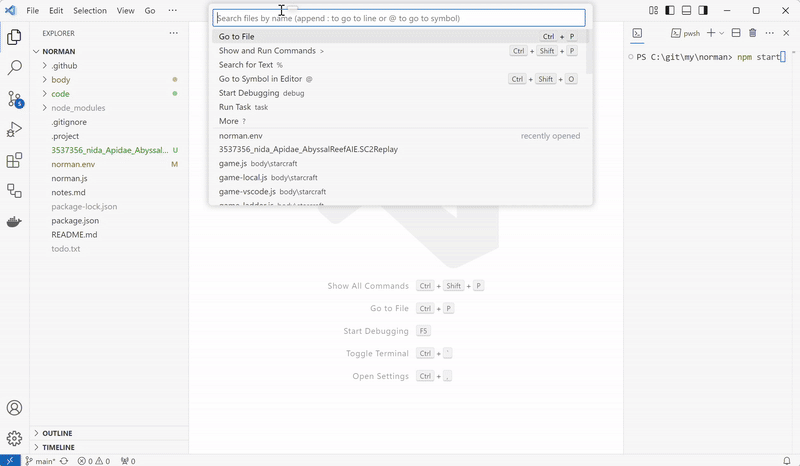 File Edit Selection View Go ···
Search files by name (append : to go to line or @ to go to symbol)
Go to File Ctrl + P
Show and Run Commands > Ctrl + Shift + P
Search for Text %
Go to Symbol in Editor @ Ctrl + Shift + O
Start Debugging debug
Run Task task
More ?
norman.env recently opened
3537356_nida_Apidae_AbyssalReefAIE.SC2Replay
game.js body\starcraft
game-local.js body\starcraft
game-vscode.js body\starcraft
game-ladder.js body\starcraft
EXPLORER ···
NORMAN
.github
body
code
node_modules
.gitignore
.project
3537356_nida_Apidae_Abyssal... U
norman.env M
norman.js
notes.md
package-lock.json
package.json
README.md
todo.txt
OUTLINE
TIMELINE
5
Show All Commands Ctrl + Shift + P
Go to File Ctrl + P
Start Debugging F5
Toggle Terminal Ctrl + `
Open Settings Ctrl + ,
pwsh
PS C:\git\my\norman> npm start
main* 0 0 0